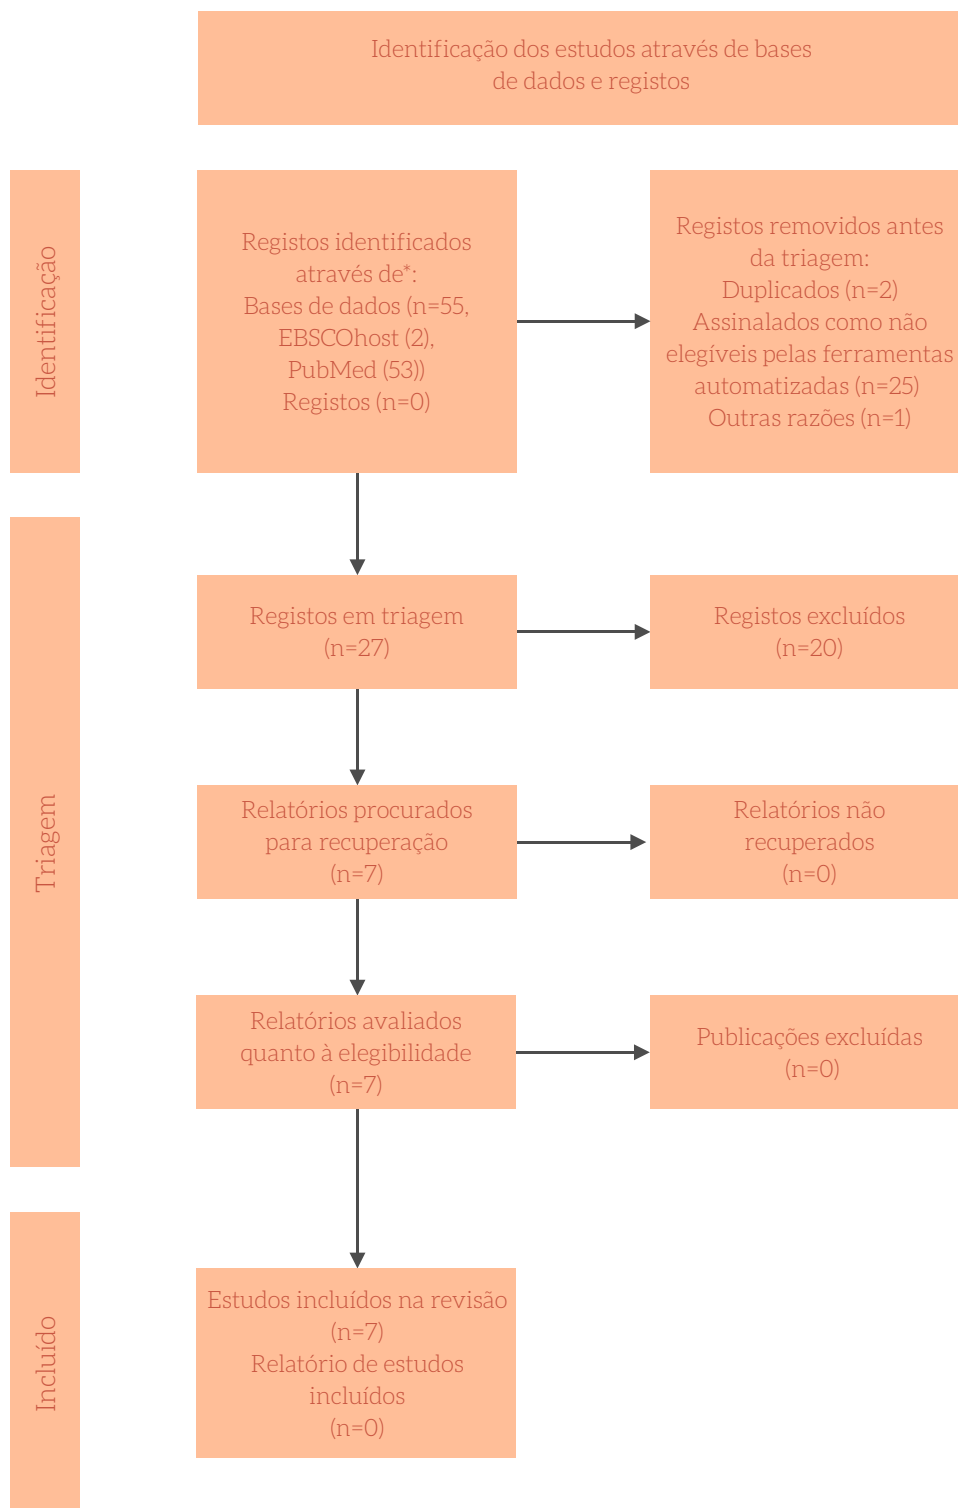 Identificação dos estudos através de bases
de dados e registos
Identificação
Registos identificados
através de*:
Bases de dados (n=55,
EBSCOhost (2),
PubMed (53))
Registos (n=0)
Registos removidos antes
da triagem:
Duplicados (n=2)
Assinalados como não
elegíveis pelas ferramentas
automatizadas (n=25)
Outras razões (n=1)
Triagem
Registos em triagem
(n=27)
Registos excluídos
(n=20)
Relatórios procurados
para recuperação
(n=7)
Relatórios não
recuperados
(n=0)
Relatórios avaliados
quanto à elegibilidade
(n=7)
Publicações excluídas
(n=0)
Incluído
Estudos incluídos na revisão
(n=7)
Relatório de estudos
incluídos
(n=0)